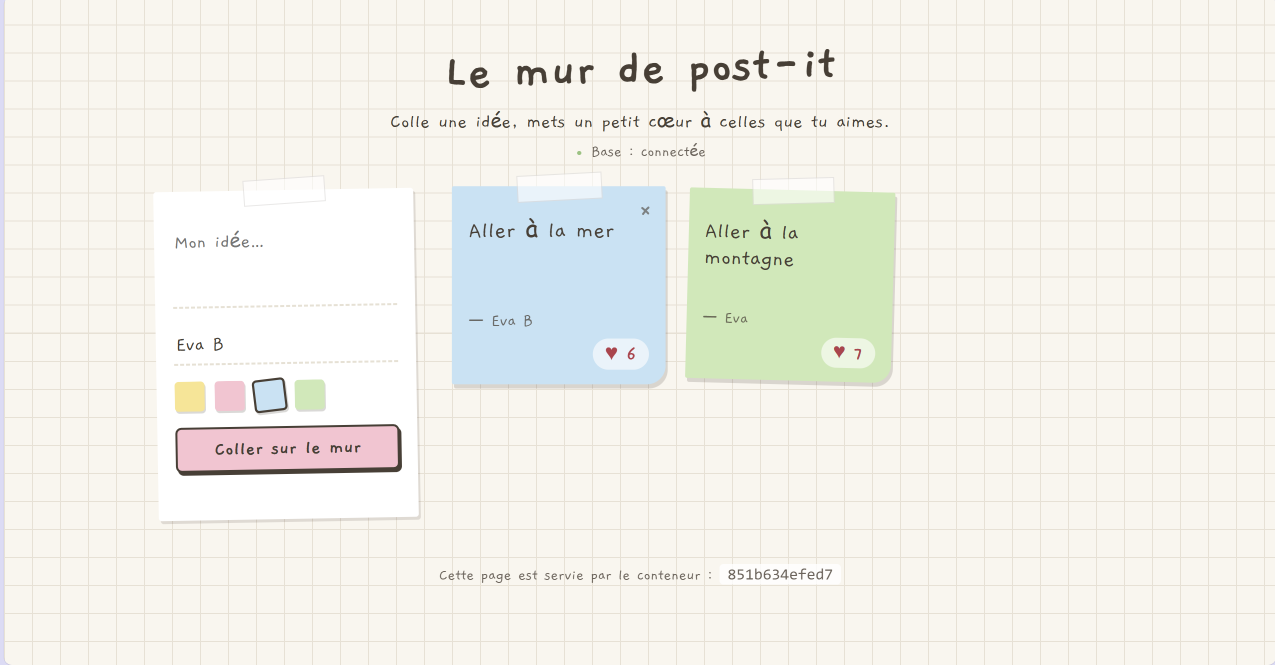 Le mur de post-it
Colle une idée, mets un petit cœur à celles que tu aimes.
• Base : connectée
Mon idée...
Eva B
Coller sur le mur
×
Aller à la mer
— Eva B
♥ 6
Aller à la
montagne
— Eva
♥ 7
Cette page est servie par le conteneur : 851b634efed7